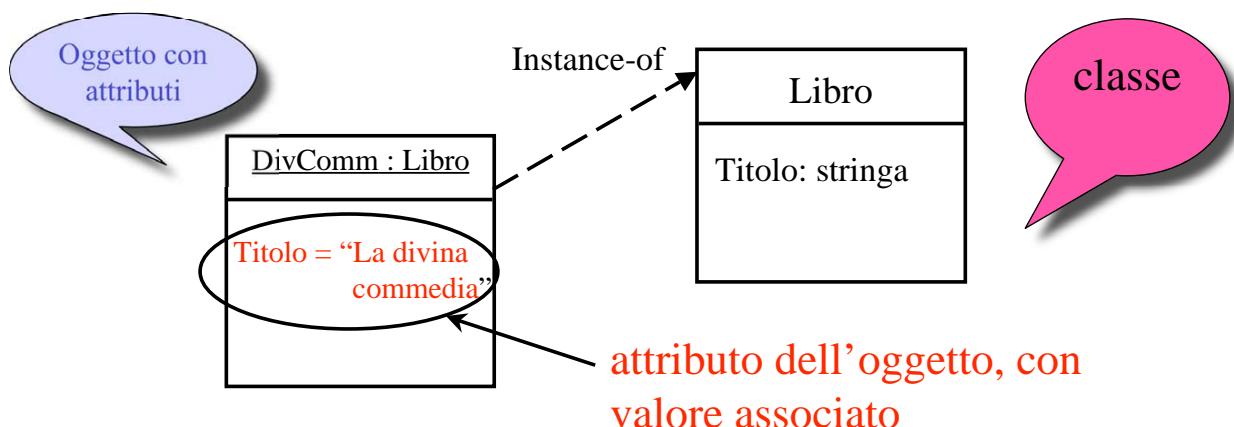 Oggetto con
attributi
Instance-of
Libro
classe
DivComm : Libro
Titolo: stringa
Titolo = “La divina
commedia”
attributo dell’oggetto, con
valore associato